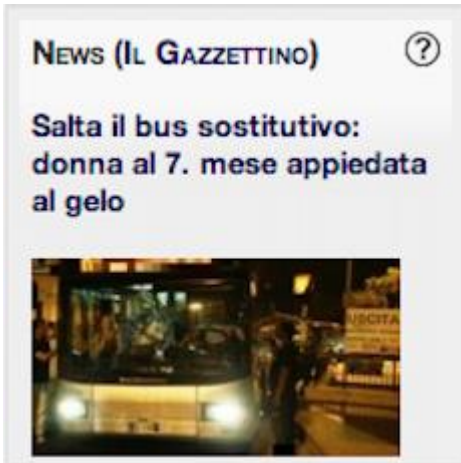 NEWS (IL GAZZETTINO) ?
Salta il bus sostitutivo:
donna al 7. mese appiedata
al gelo
USCITA